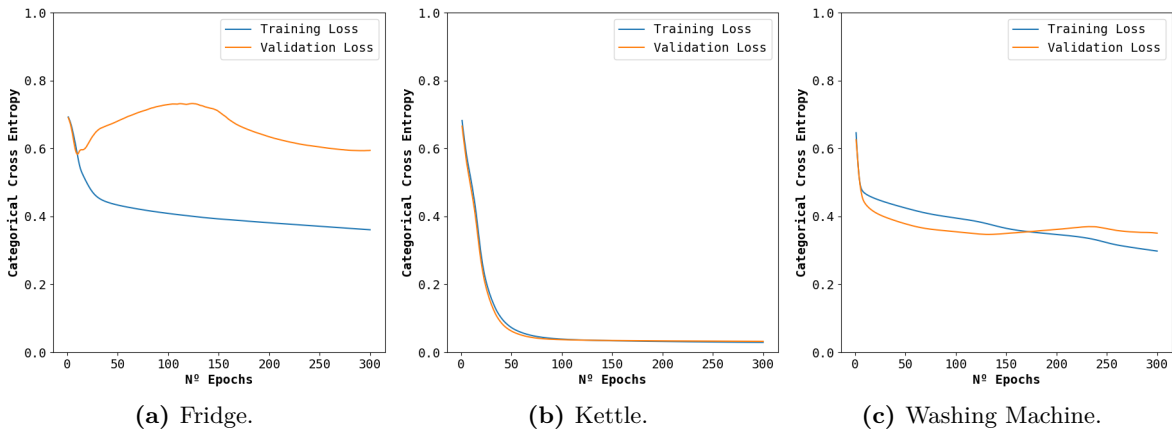 Categorical Cross Entropy
1.0
0.8
0.6
0.4
0.2
0.0
Training Loss
Validation Loss
0 50 100 150 200 250 300
Nº Epochs
(a) Fridge.
Categorical Cross Entropy
1.0
0.8
0.6
0.4
0.2
0.0
Training Loss
Validation Loss
0 50 100 150 200 250 300
Nº Epochs
(b) Kettle.
Categorical Cross Entropy
1.0
0.8
0.6
0.4
0.2
0.0
Training Loss
Validation Loss
0 50 100 150 200 250 300
Nº Epochs
(c) Washing Machine.